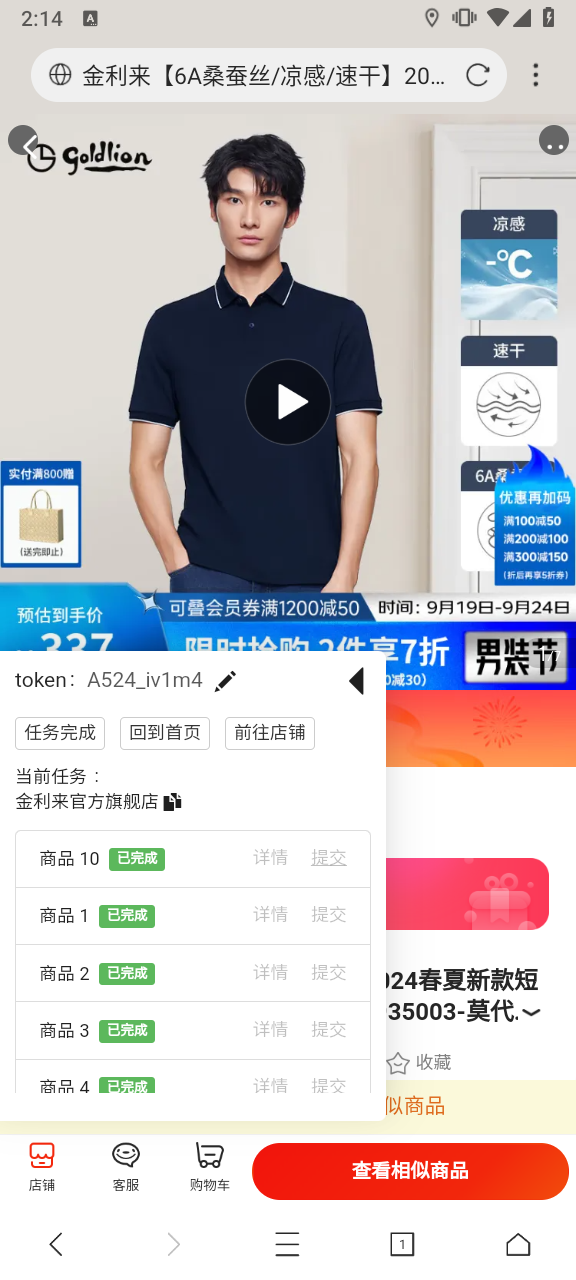 2:14
A
金利来【6A桑蚕丝/凉感/速干】20...
Goldlion
凉感
-℃
速干
6A桑
实付满800赠
(送完即止)
优惠再加码
满100减50
满200减100
满300减150
(折后再享5折券)
预估到手价
可叠会员券满1200减50
时间：9月19日-9月24日
337
限时抢购 2件享7折
男装节
0减30)
token： A524_iv1m4
任务完成
回到首页
前往店铺
当前任务 ：
金利来官方旗舰店
商品 10 已完成 详情 提交
商品 1 已完成 详情 提交
商品 2 已完成 详情 提交
商品 3 已完成 详情 提交
商品 4 已完成 详情 提交
024春夏新款短
35003-莫代.
收藏
似商品
店铺
客服
购物车
查看相似商品
1